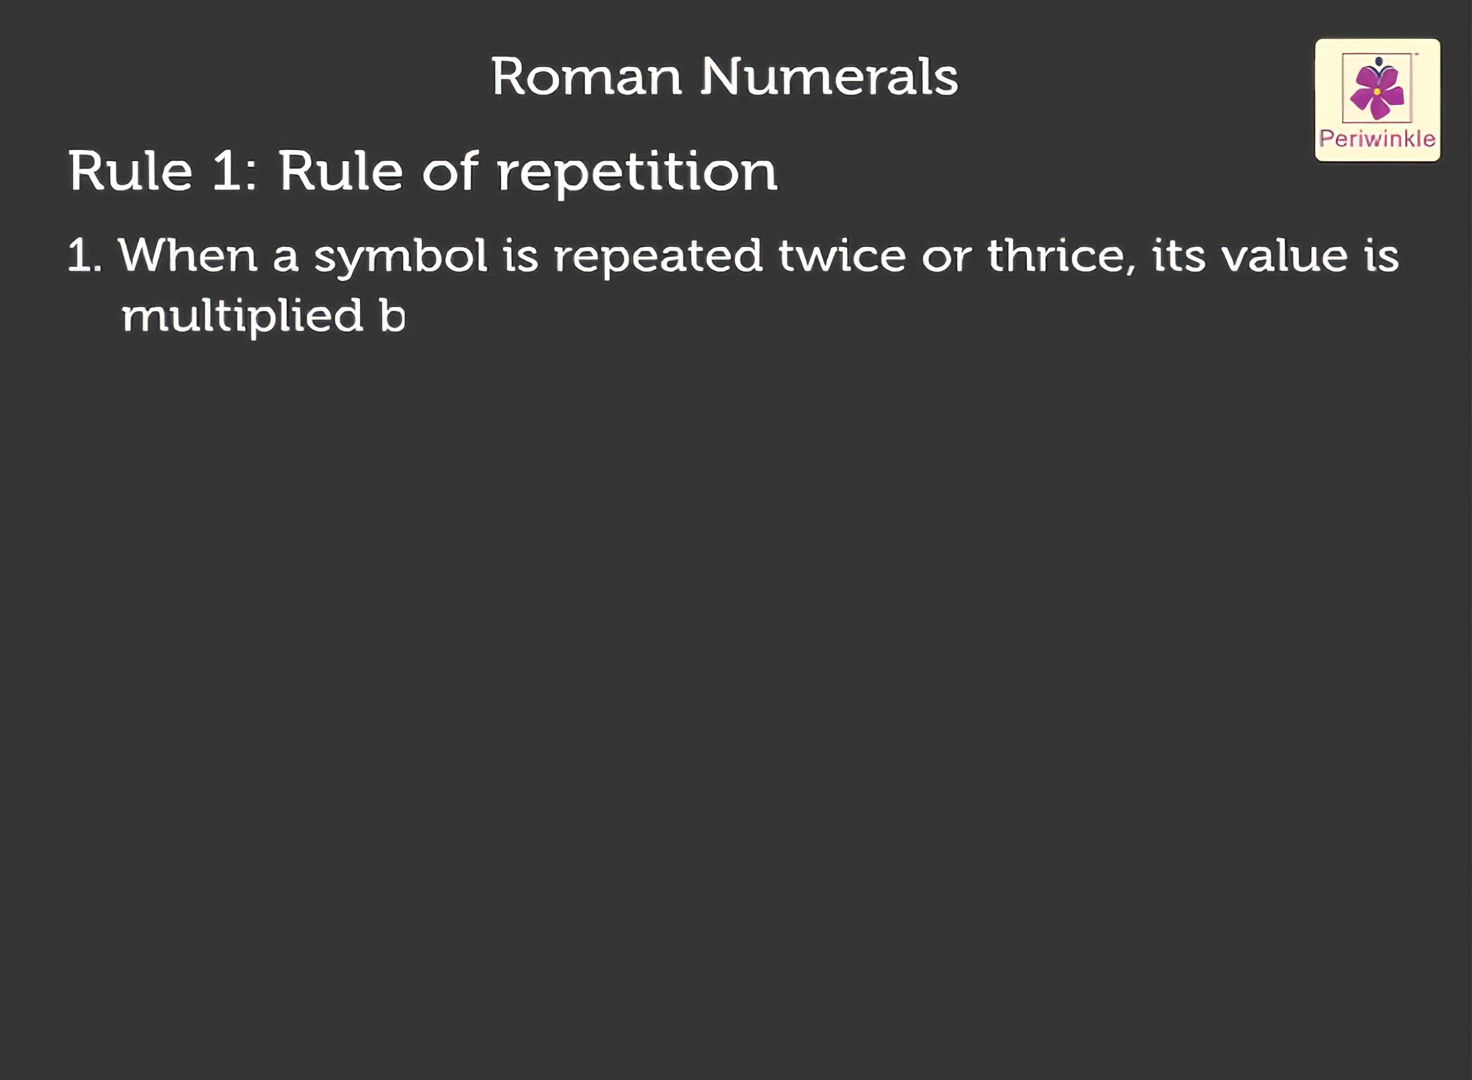 Roman Numerals
Periwinkle
Rule 1: Rule of repetition
1. When a symbol is repeated twice or thrice, its value is
multiplied b